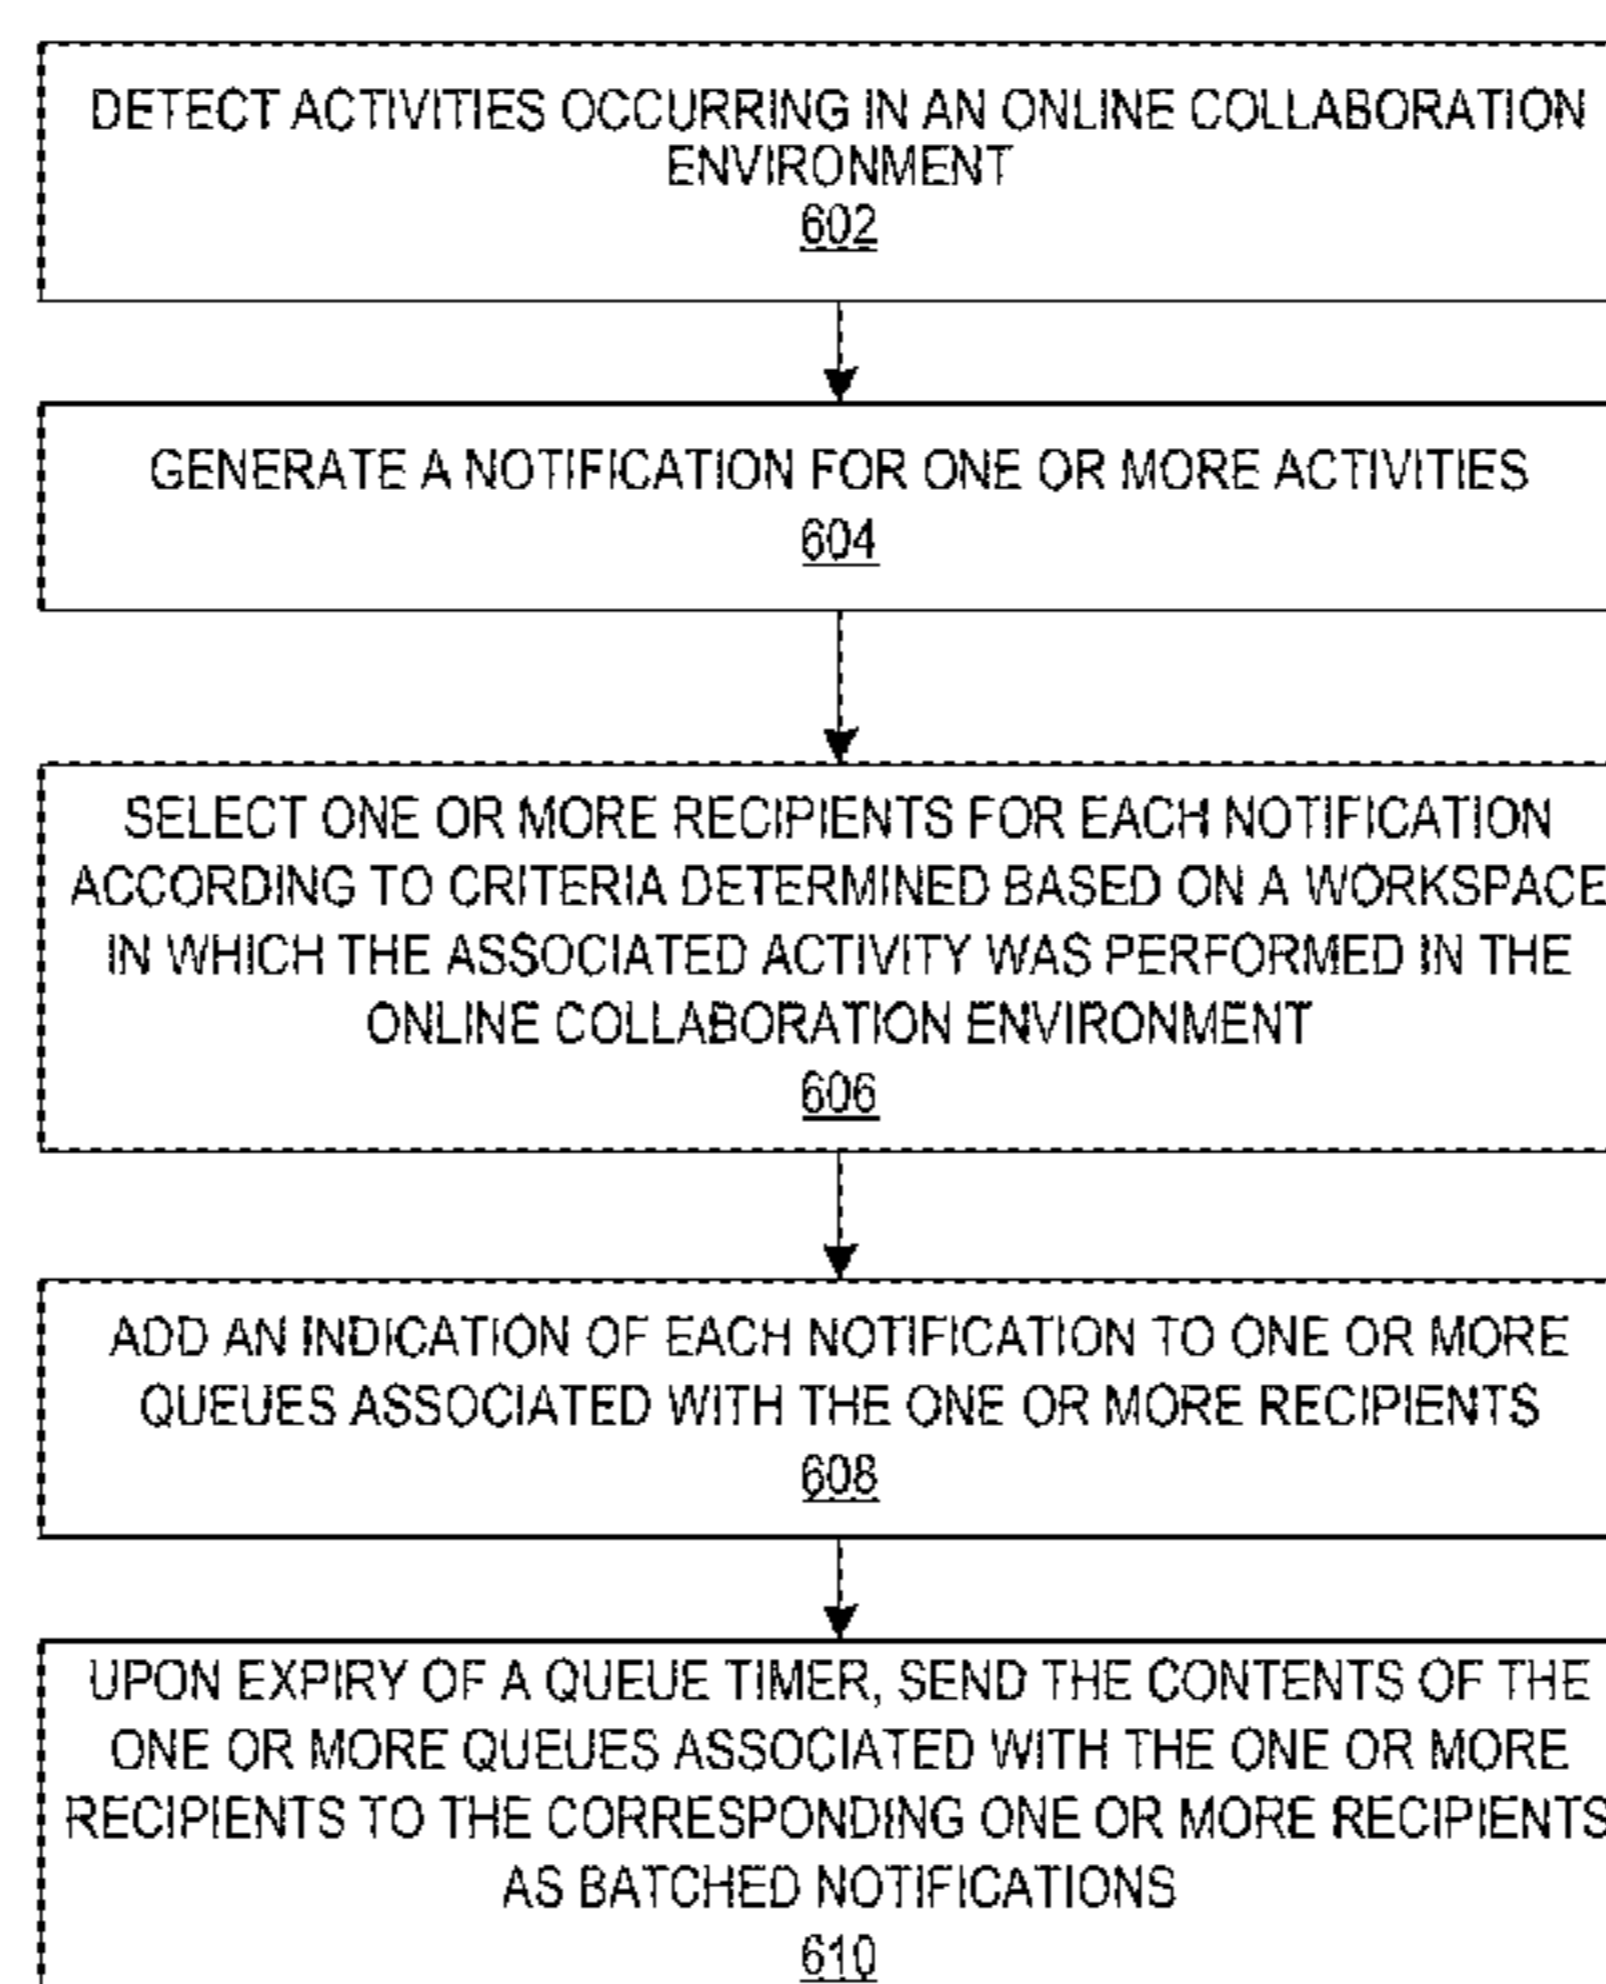 DETECT ACTIVITIES OCCURRING IN AN ONLINE COLLABORATION
ENVIRONMENT
602
GENERATE A NOTIFICATION FOR ONE OR MORE ACTIVITIES
604
SELECT ONE OR MORE RECIPIENTS FOR EACH NOTIFICATION
ACCORDING TO CRITERIA DETERMINED BASED ON A WORKSPACE
IN WHICH THE ASSOCIATED ACTIVITY WAS PERFORMED IN THE
ONLINE COLLABORATION ENVIRONMENT
606
ADD AN INDICATION OF EACH NOTIFICATION TO ONE OR MORE
QUEUES ASSOCIATED WITH THE ONE OR MORE RECIPIENTS
608
UPON EXPIRY OF A QUEUE TIMER, SEND THE CONTENTS OF THE
ONE OR MORE QUEUES ASSOCIATED WITH THE ONE OR MORE
RECIPIENTS TO THE CORRESPONDING ONE OR MORE RECIPIENTS
AS BATCHED NOTIFICATIONS
610